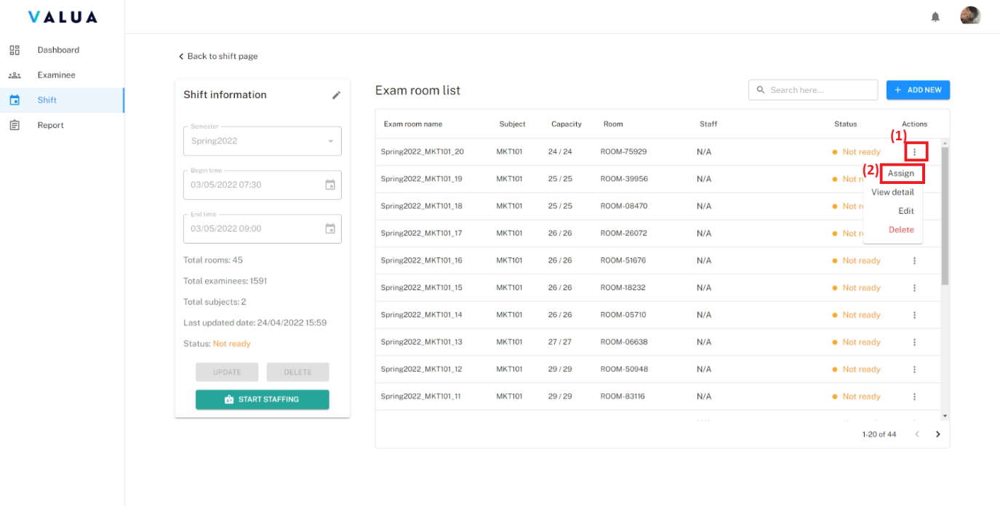 VALUA
Dashboard
Examinee
Shift
Report
Back to shift page
Shift information
Semester
Spring2022
Begin time
03/05/2022 07:30
End time
03/05/2022 09:00
Total rooms: 45
Total examinees: 1591
Total subjects: 2
Last updated date: 24/04/2022 15:59
Status: Not ready
UPDATE DELETE
START STAFFING
Exam room list
Search here...
+ ADD NEW
Exam room name Subject Capacity Room Staff Status Actions
(1)
Spring2022_MKT101_20 MKT101 24 / 24 ROOM-75929 N/A Not ready
(2) Assign
Spring2022_MKT101_19 MKT101 25 / 25 ROOM-39956 N/A Not r
View detail
Spring2022_MKT101_18 MKT101 25 / 25 ROOM-08470 N/A Not r
Edit
Delete
Spring2022_MKT101_17 MKT101 26 / 26 ROOM-26072 N/A Not r
Spring2022_MKT101_16 MKT101 26 / 26 ROOM-51676 N/A Not ready
Spring2022_MKT101_15 MKT101 26 / 26 ROOM-18232 N/A Not ready
Spring2022_MKT101_14 MKT101 26 / 26 ROOM-05710 N/A Not ready
Spring2022_MKT101_13 MKT101 27 / 27 ROOM-06638 N/A Not ready
Spring2022_MKT101_12 MKT101 29 / 29 ROOM-50948 N/A Not ready
Spring2022_MKT101_11 MKT101 29 / 29 ROOM-83116 N/A Not ready
1-20 of 44